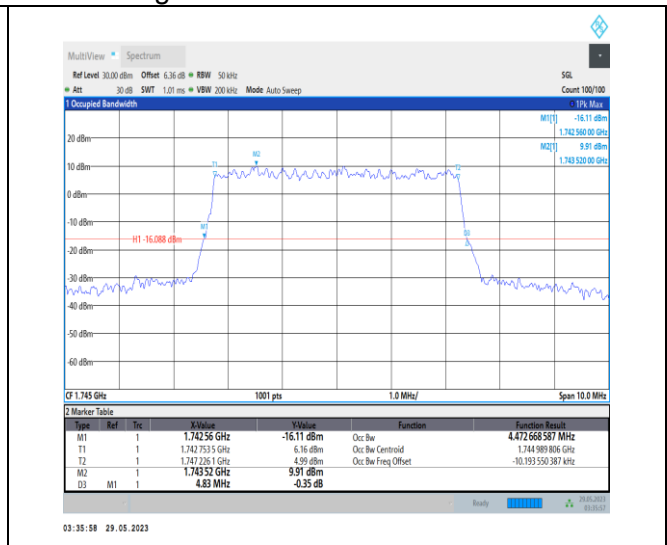 MultiView Spectrum
Ref Level 30.00 dBm Offset 6.36 dB RBW 50 kHz SGL
Att 30 dB SWT 1.01 ms VBW 200 kHz Mode Auto Sweep Count 100/100
1 Occupied Bandwidth 1Pk Max
M1[1] -16.11 dBm
1.742 560 00 GHz
M2[1] 9.91 dBm
1.743 520 00 GHz
20 dBm
M2
T1 T2
10 dBm
0 dBm
-10 dBm
M1 D3
H1 -16.088 dBm
-20 dBm
-30 dBm
-40 dBm
-50 dBm
-60 dBm
CF 1.745 GHz 1001 pts 1.0 MHz/ Span 10.0 MHz
2 Marker Table
Type Ref Trc X-Value Y-Value Function Function Result
M1 1 1.742 56 GHz -16.11 dBm Occ Bw 4.472 668 587 MHz
T1 1 1.742 753 5 GHz 6.16 dBm Occ Bw Centroid 1.744 989 806 GHz
T2 1 1.747 226 1 GHz 4.99 dBm Occ Bw Freq Offset -10.193 550 387 kHz
M2 1 1.743 52 GHz 9.91 dBm
D3 M1 1 4.83 MHz -0.35 dB
Ready 29.05.2023
03:35:57
03:35:58 29.05.2023